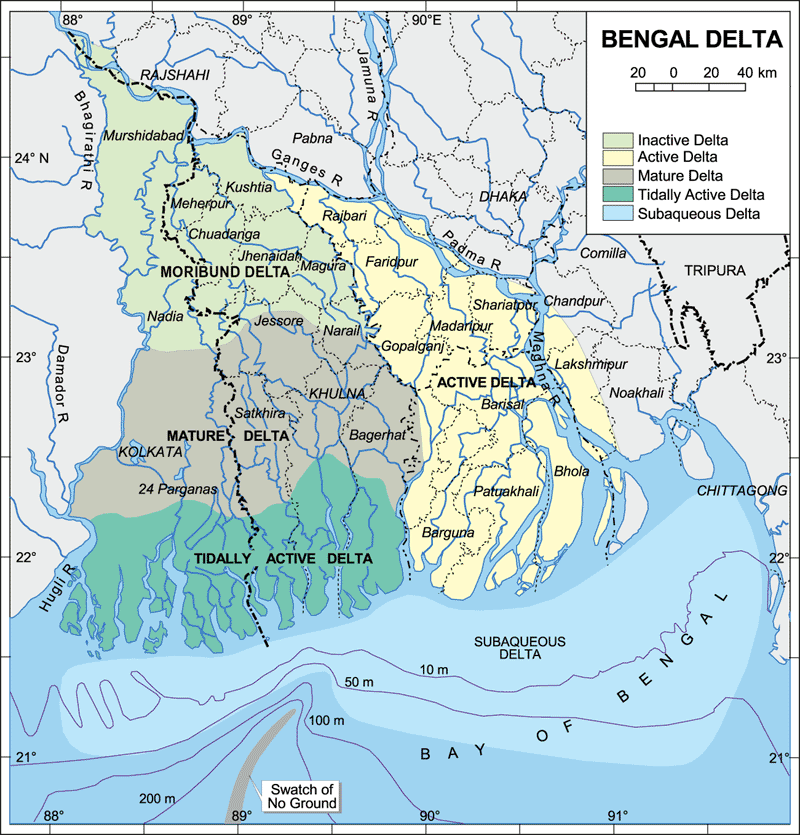 88°
89°
90°E
BENGAL DELTA
20 0 20 40 km
Inactive Delta
Active Delta
Mature Delta
Tidally Active Delta
Subaqueous Delta
RAJSHAHI
Jamuna R
Bhagirathi R
Murshidabad
Pabna
24° N
Ganges R
Kushtia
DHAKA
Meherpur
Rajbari
Chuadanga
Padma R
Comilla
Jhenaidah
Magura
Faridpur
MORIBUND DELTA
TRIPURA
Nadia
Jessore
Narail
Shariatpur
Chandpur
Madaripur
Gopalganj
Meghna R
23°
23°
Damador R
Lakshmipur
ACTIVE DELTA
KHULNA
Noakhali
Satkhira
Barisal
MATURE DELTA
Bagerhat
KOLKATA
Bhola
24 Parganas
Patuakhali
CHITTAGONG
Barguna
22°
22°
TIDALLY ACTIVE DELTA
Hugli R
SUBAQUEOUS
DELTA
10 m
50 m
100 m
BAY OF BENGAL
21°
21°
200 m
Swatch of
No Ground
88°
89°
90°
91°